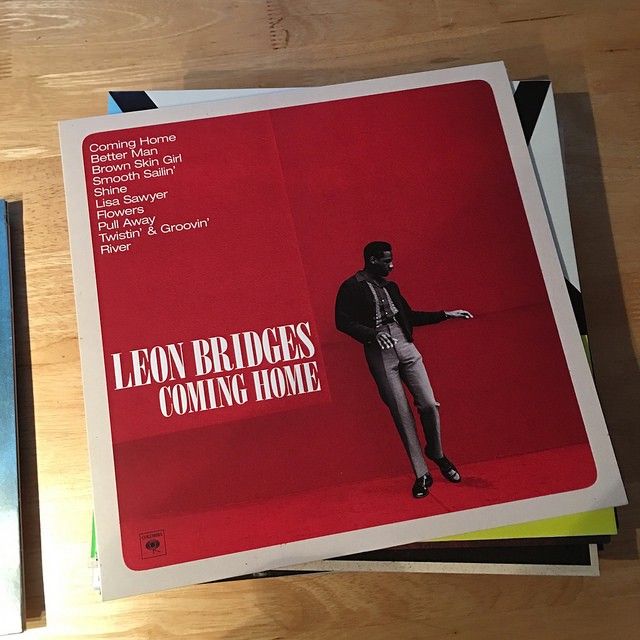 Coming Home
Better Man
Brown Skin Girl
Smooth Sailin'
Shine
Lisa Sawyer
Flowers
Pull Away
Twistin' & Groovin'
River
LEON BRIDGES
COMING HOME
COLUMBIA